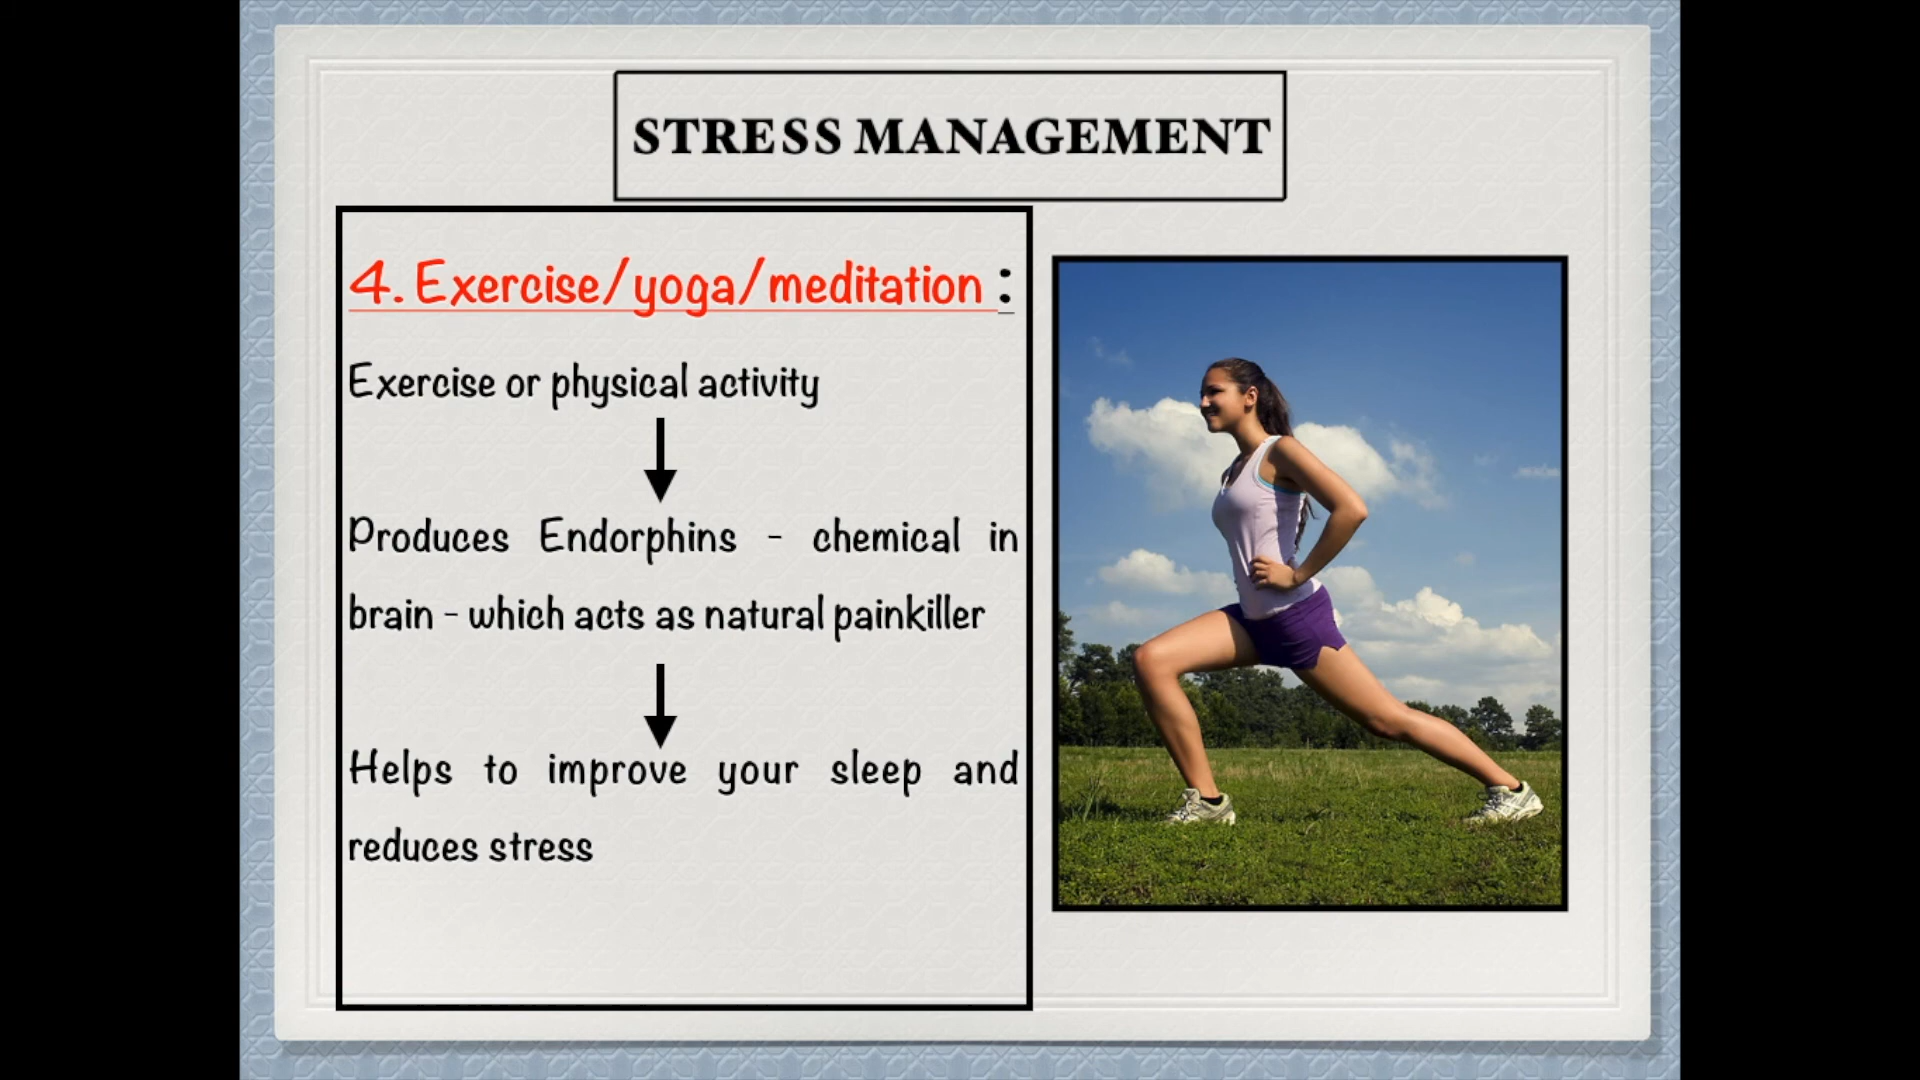 STRESS MANAGEMENT
4. Exercise/yoga/meditation :
Exercise or physical activity
Produces Endorphins - chemical in
brain - which acts as natural painkiller
Helps to improve your sleep and
reduces stress